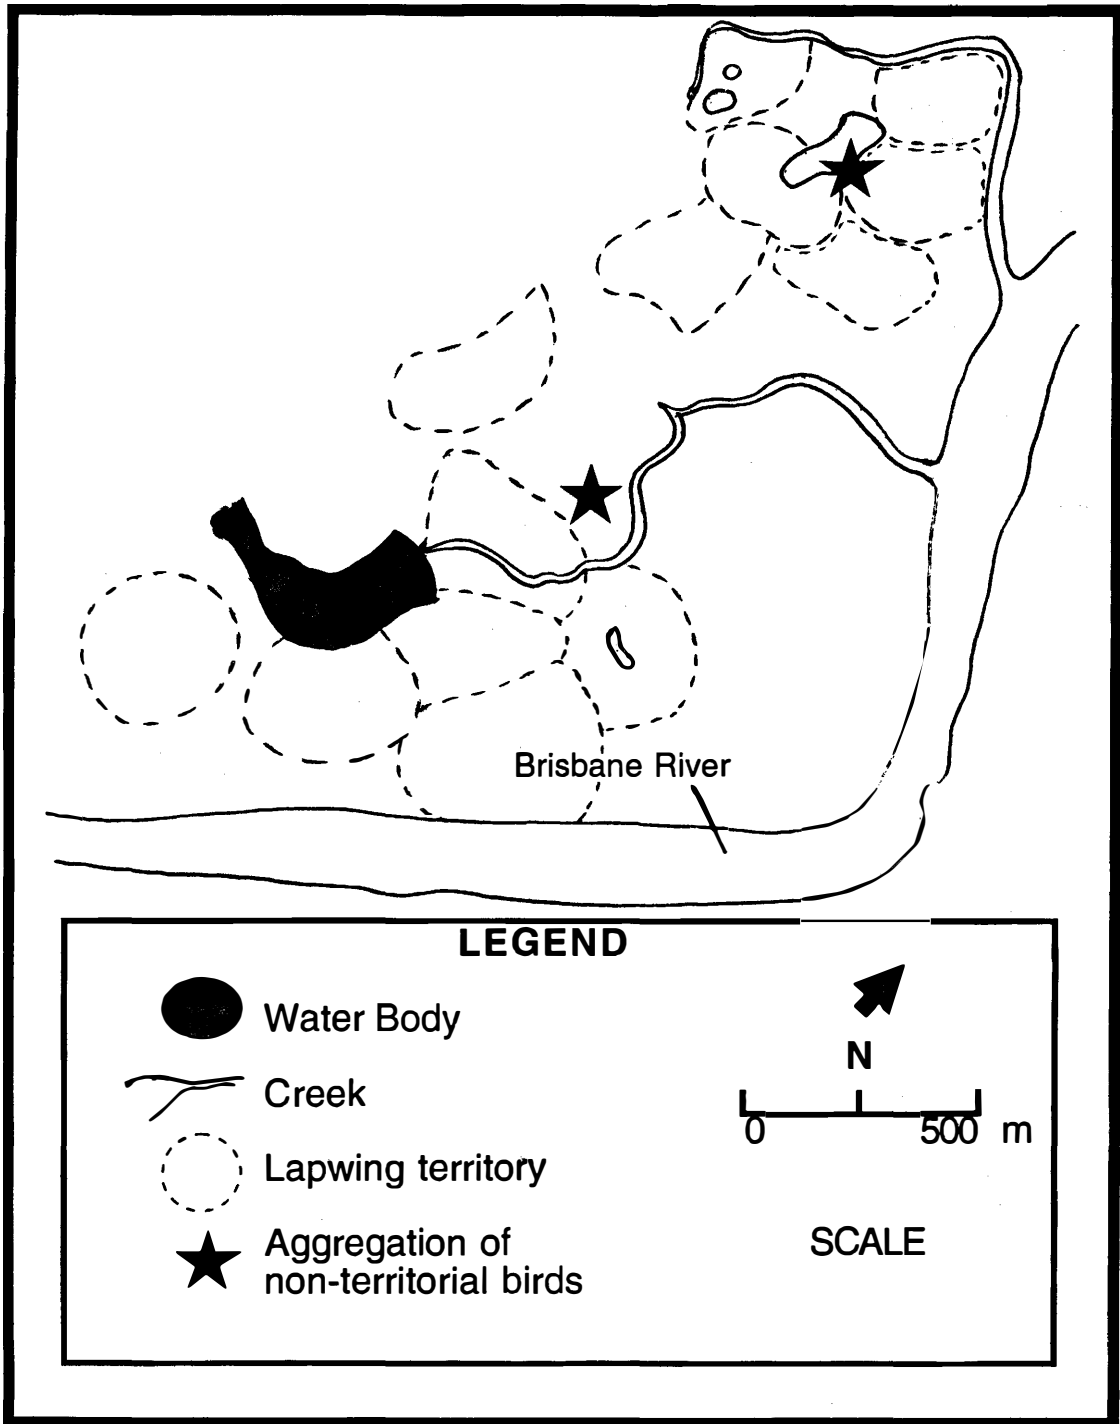 Brisbane River
LEGEND
Water Body
Creek
Lapwing territory
Aggregation of
non-territorial birds
N
0 500 m
SCALE